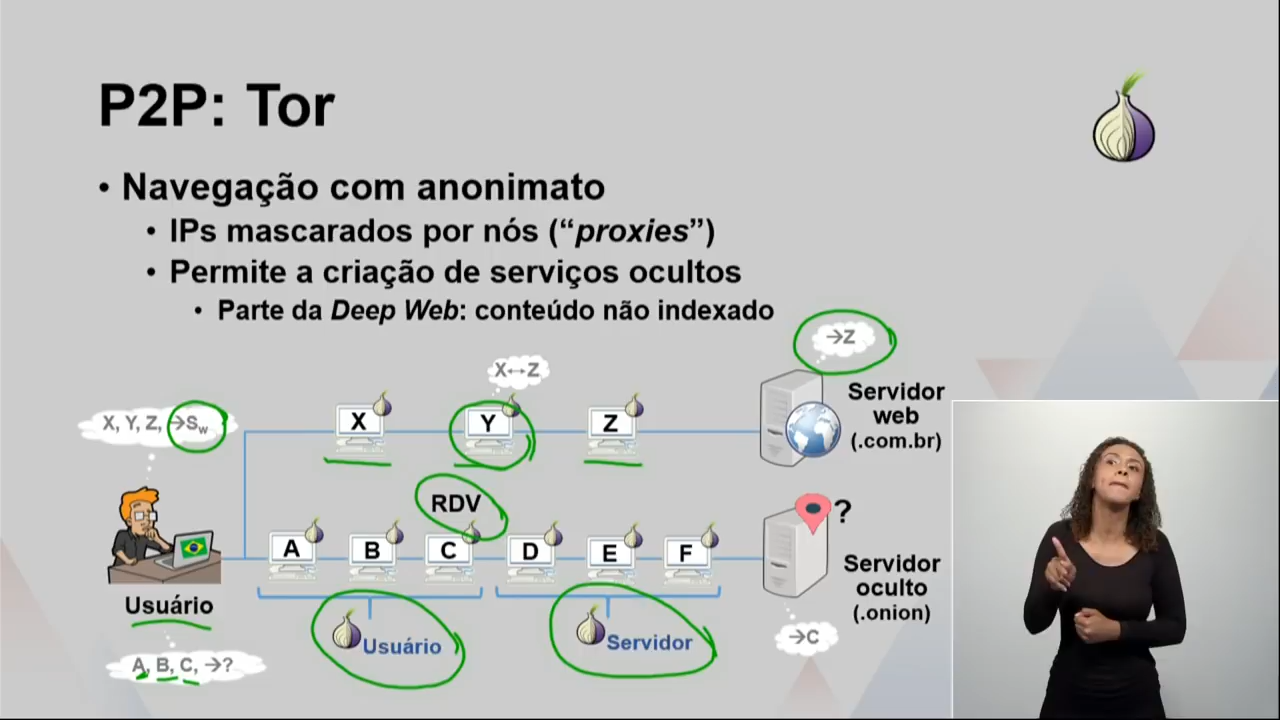 P2P: Tor
• Navegação com anonimato
• IPs mascarados por nós (“proxies”)
• Permite a criação de serviços ocultos
• Parte da Deep Web: conteúdo não indexado
→Z
X↔Z
X, Y, Z, →Sw
X
Y
Z
Servidor
web
(.com.br)
RDV
?
A
B
C
D
E
F
Servidor
oculto
(.onion)
Usuário
Usuário
Servidor
→C
A, B, C, →?